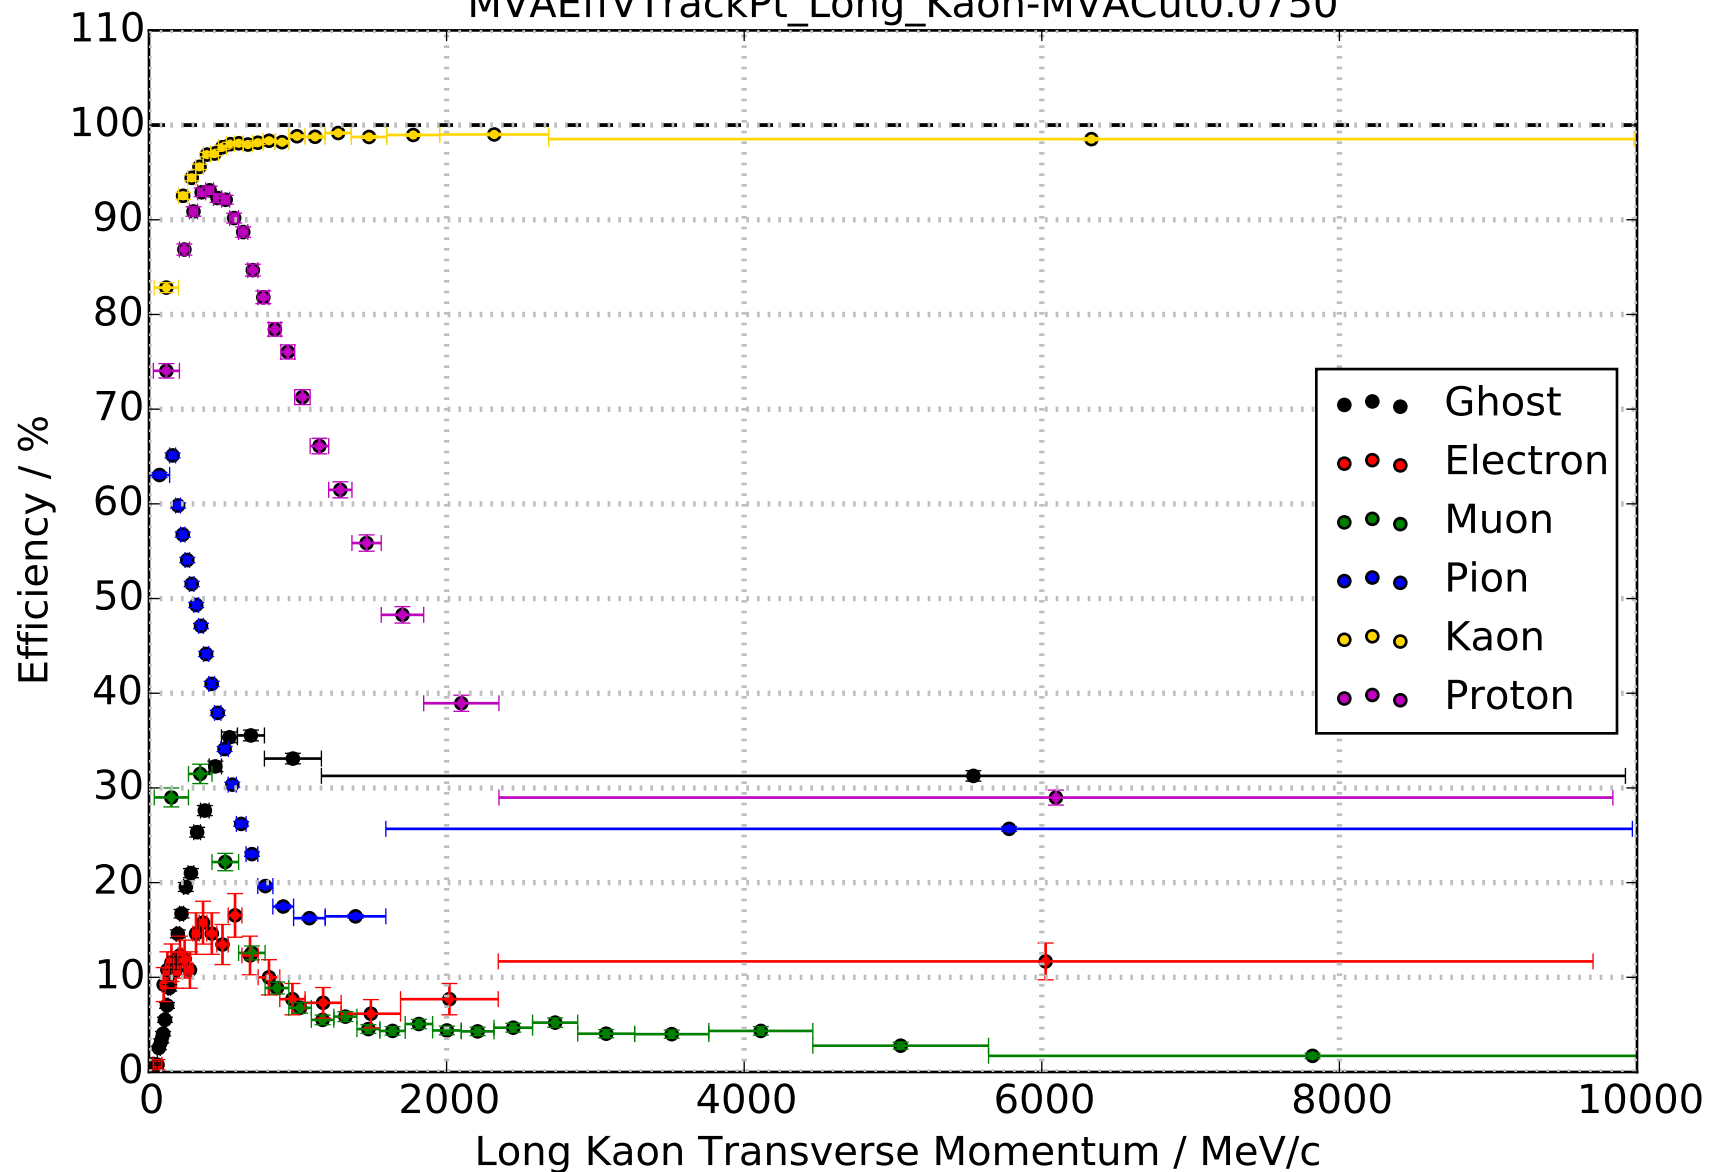 MVAEffVTrackPt_Long_Kaon-MVACut0.0750
110
100
90
80
70
60
50
40
30
20
10
0
Efficiency / %
Ghost
Electron
Muon
Pion
Kaon
Proton
0 2000 4000 6000 8000 10000
Long Kaon Transverse Momentum / MeV/c